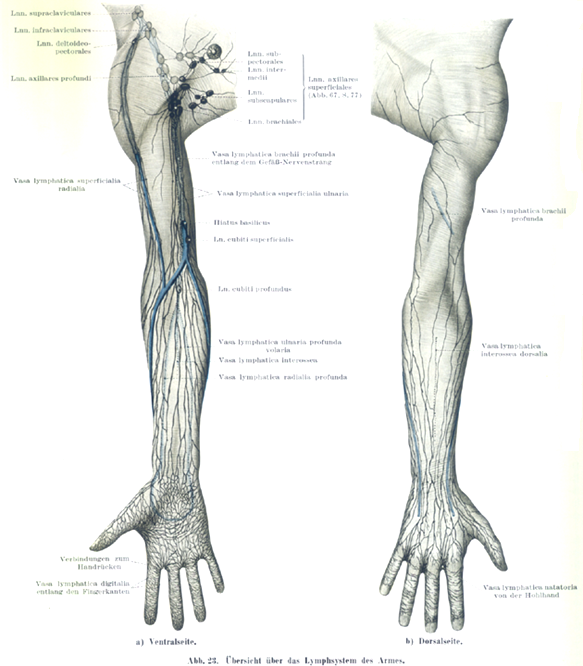 Lnn. supraclaviculares
Lnn. infraclaviculares
Lnn. deltoideo-
pectorales
Lnn. axillares profundi
Lnn. sub-
pectorales
Lnn. inter-
medii
Lnn.
subscapulares
Lnn. brachiales
Lnn. axillares
superficiales
(Abb. 67, S. 77)
Vasa lymphatica brachii profunda
entlang dem Gefäß-Nervenstrang
Vasa lymphatica superficialia
radialia
Vasa lymphatica superficialia ulnaria
Hiatus basilicus
Ln. cubiti superficialis
Ln. cubiti profundus
Vasa lymphatica ulnaria profunda
volaria
Vasa lymphatica interossea
Vasa lymphatica radialia profunda
Verbindungen zum
Handrücken
Vasa lymphatica digitalia
entlang den Fingerkanten
a) Ventralseite.
Vasa lymphatica brachii
profunda
Vasa lymphatica
interossea dorsalia
Vasa lymphatica natatoria
von der Hohlhand
b) Dorsalseite.
Abb. 23. Übersicht über das Lymphsystem des Armes.